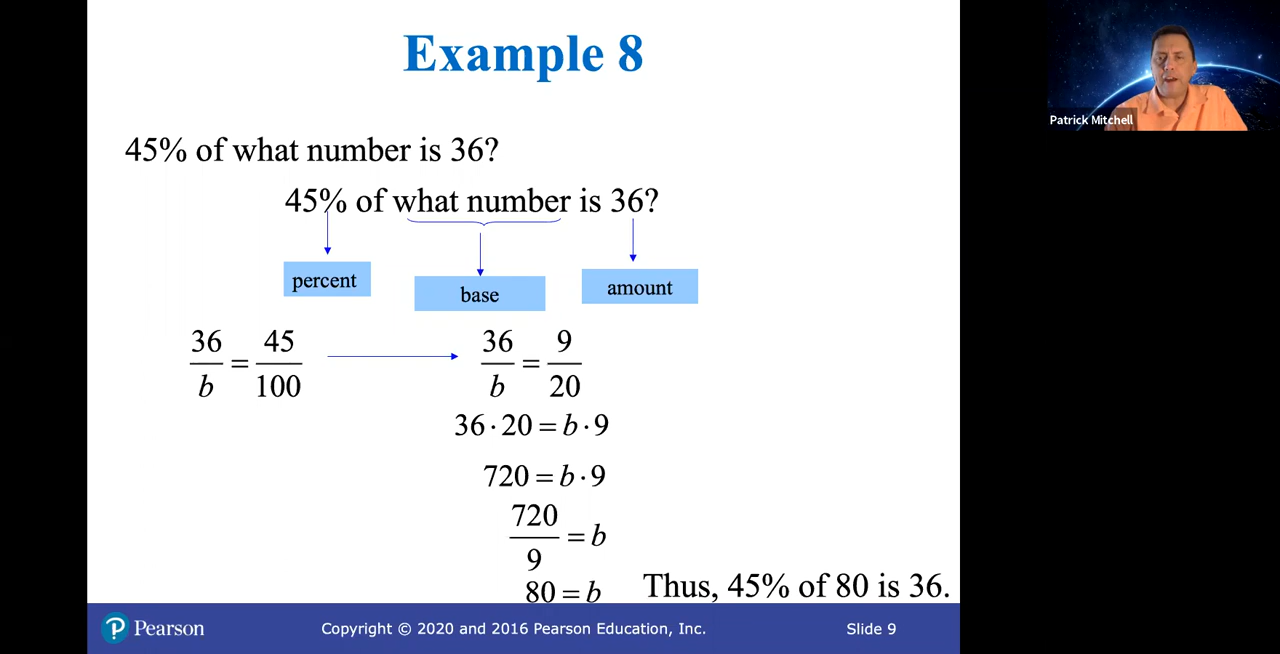 Example 8
45% of what number is 36?
45% of what number is 36?
percent
base
amount
36/b = 45/100
36/b = 9/20
36 · 20 = b · 9
720 = b · 9
720/9 = b
80 = b
Thus, 45% of 80 is 36.
Pearson
Copyright © 2020 and 2016 Pearson Education, Inc.
Slide 9
Patrick Mitchell